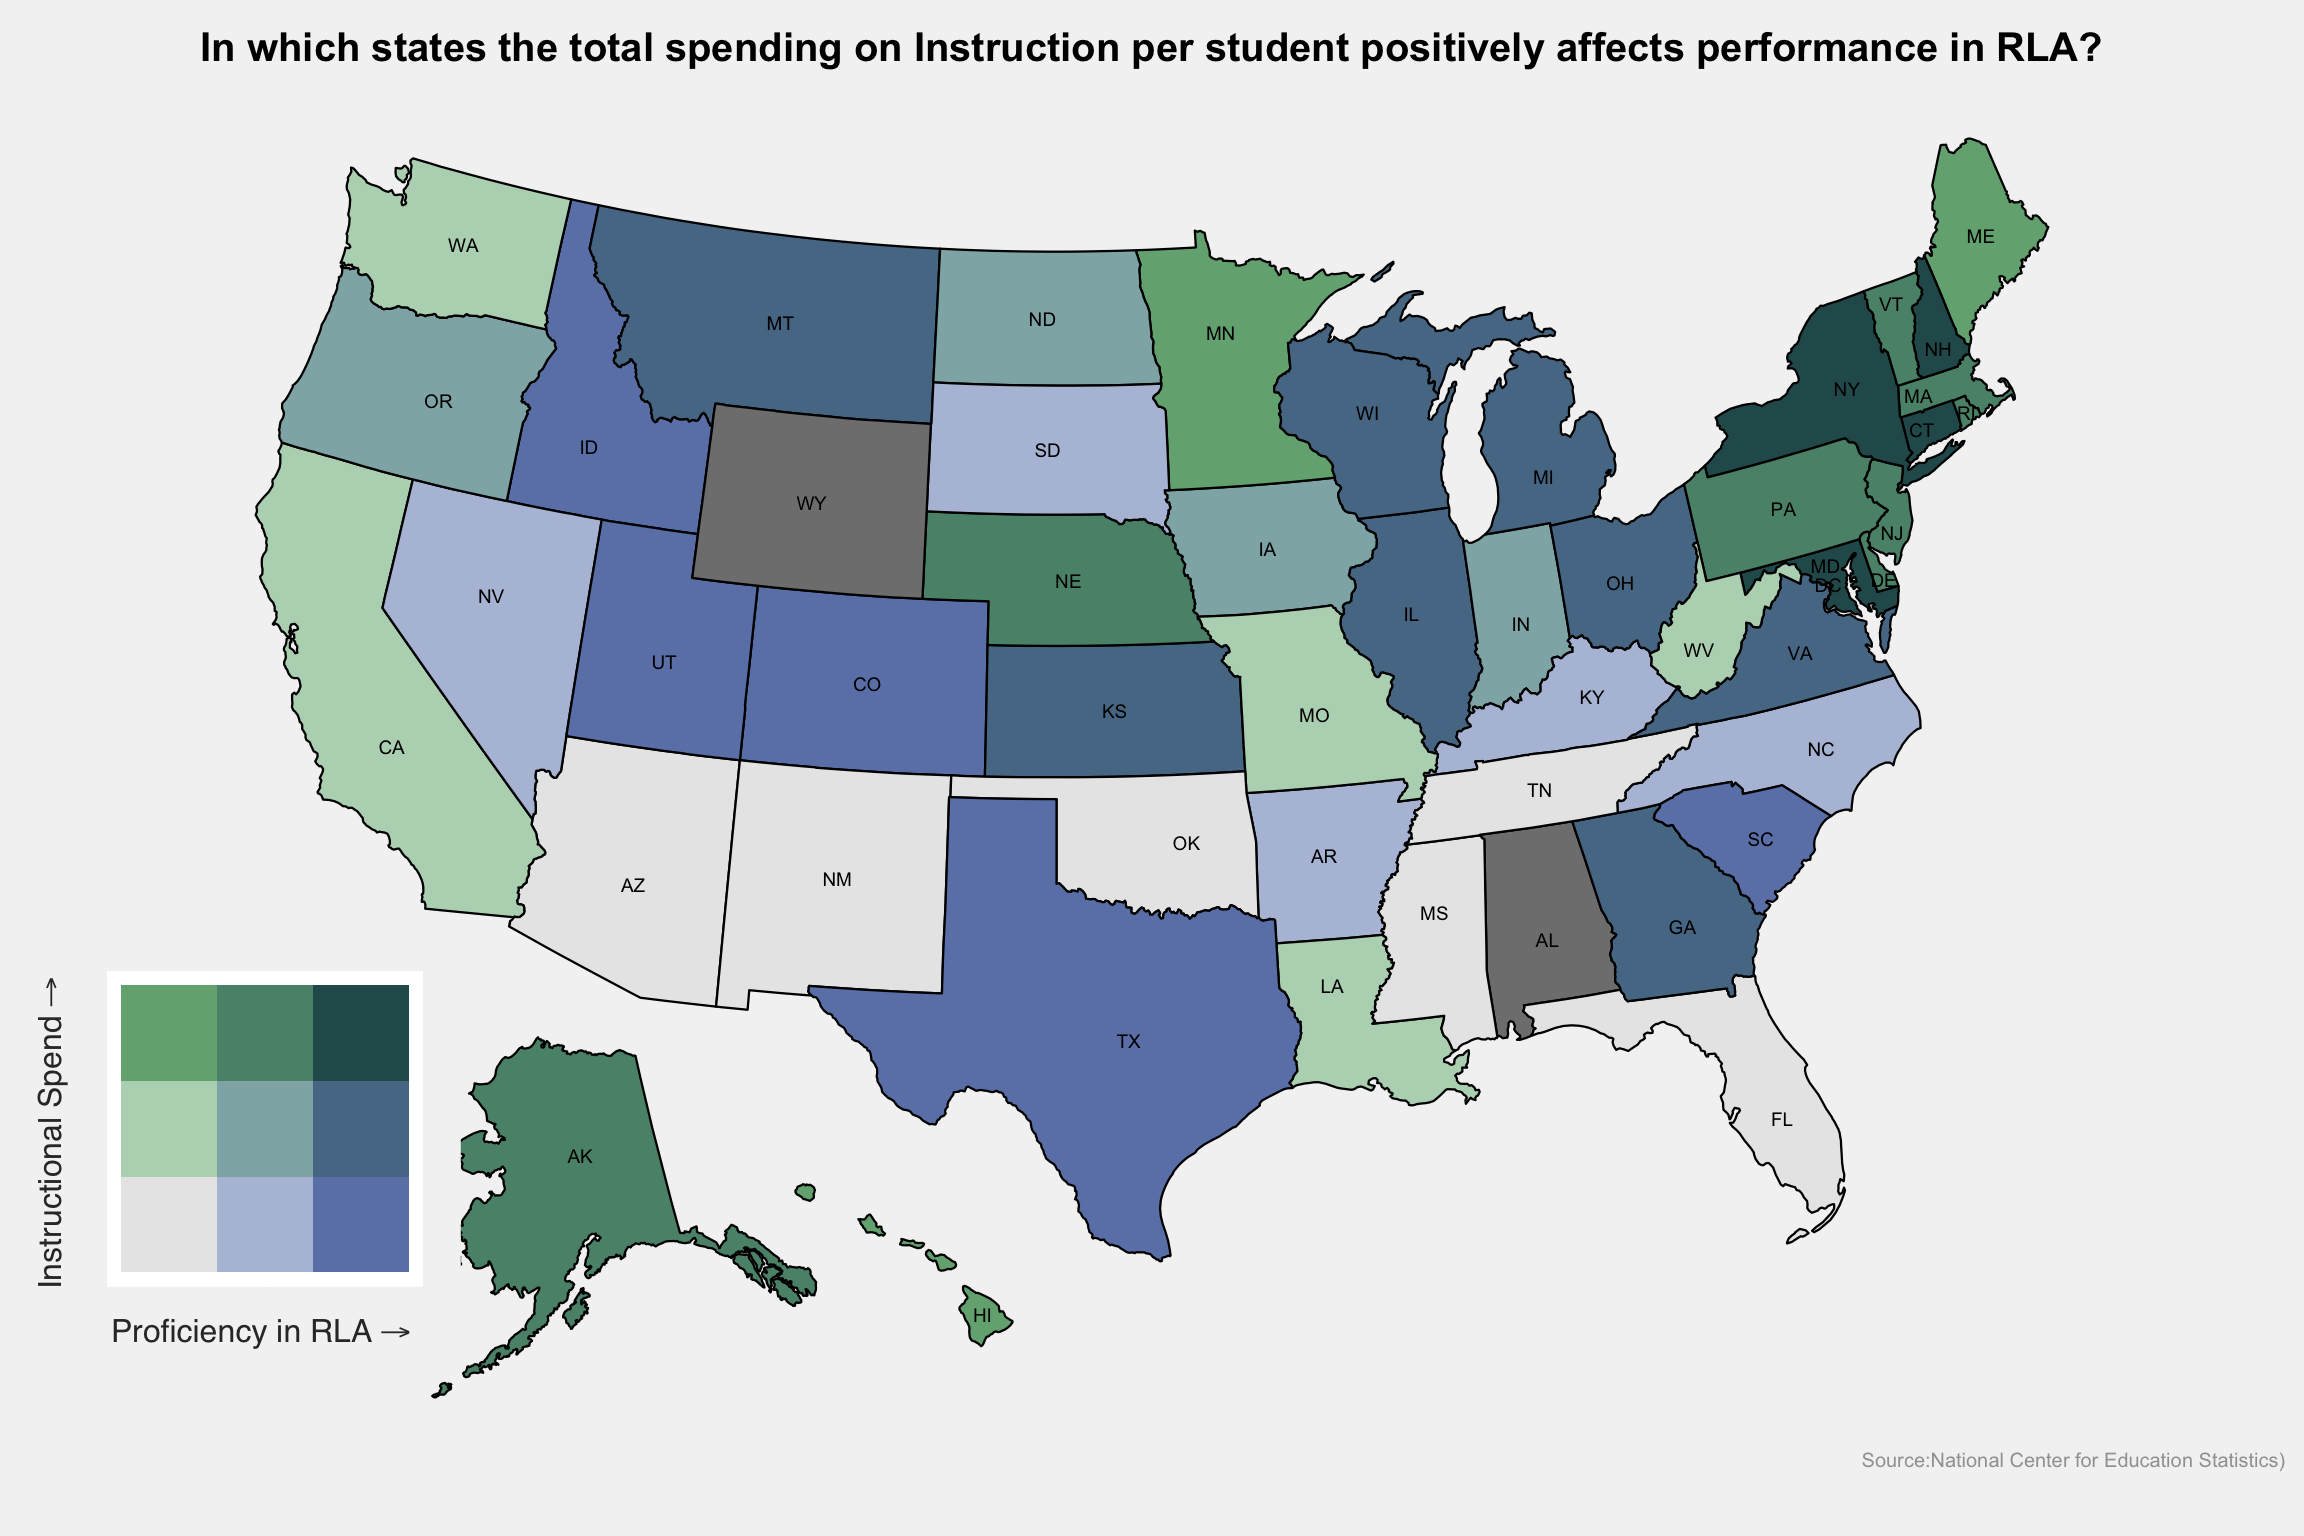 In which states the total spending on Instruction per student positively affects performance in RLA?
ME
WA
VT
ND
MT
MN
NH
NY
MA
OR
WI
RI
CT
ID
SD
MI
WY
PA
NJ
IA
MD
NE
DE
OH
DC
NV
IL
IN
WV
VA
UT
CO
KY
KS
MO
CA
NC
TN
SC
OK
AR
NM
AZ
MS
GA
AL
LA
TX
FL
AK
HI
Instructional Spend →
Proficiency in RLA →
Source:National Center for Education Statistics)